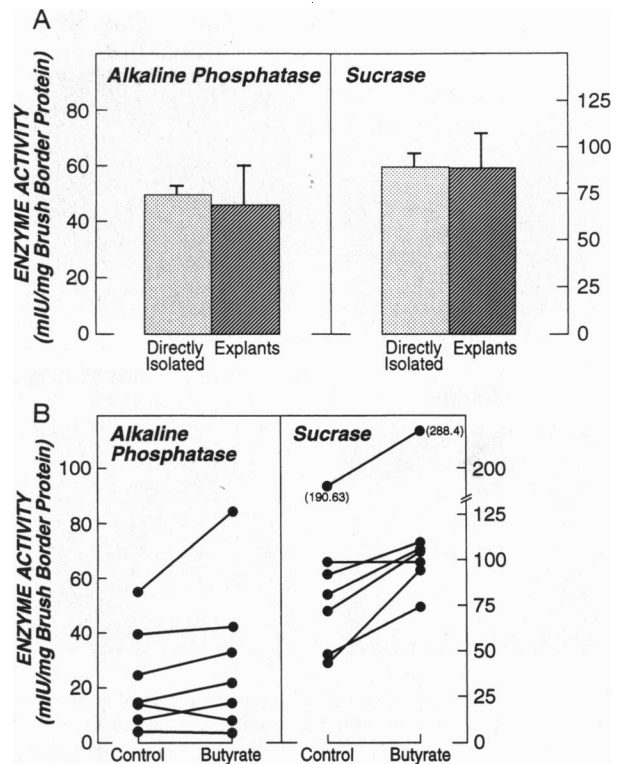 A
Alkaline Phosphatase
Sucrase
ENZYME ACTIVITY
(mIU/mg Brush Border Protein)
80
60
40
20
0
125
100
75
50
25
0
Directly
Isolated
Explants
Directly
Isolated
Explants
B
Alkaline
Phosphatase
Sucrase
ENZYME ACTIVITY
(mIU/mg Brush Border Protein)
100
80
60
40
20
0
(288.4)
(190.63)
200
125
100
75
50
25
0
Control
Butyrate
Control
Butyrate